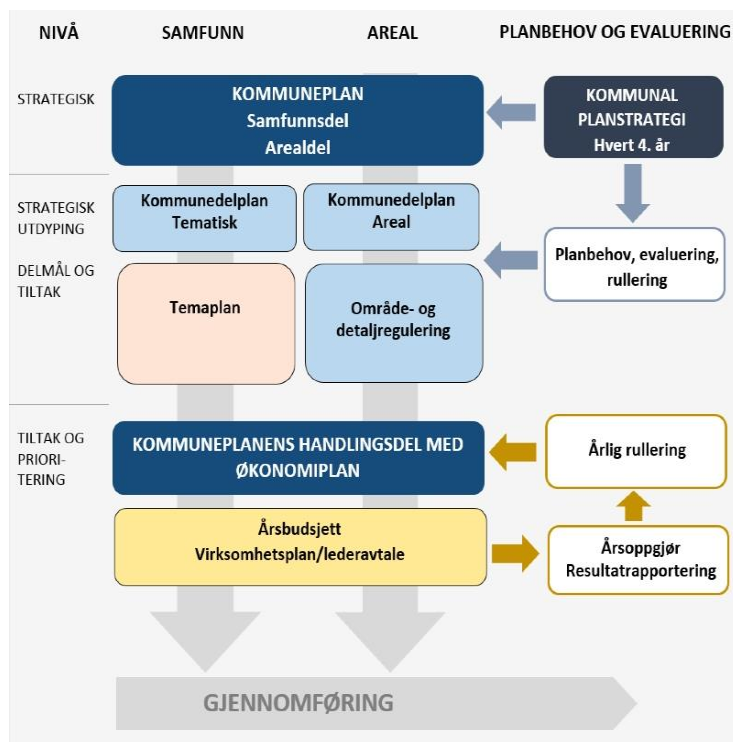 NIVÅ
SAMFUNN
AREAL
PLANBEHOV OG EVALUERING
STRATEGISK
KOMMUNEPLAN
Samfunnsdel
Arealdel
KOMMUNAL
PLANSTRATEGI
Hvert 4. år
STRATEGISK
UTDYPING
Kommunedelplan
Tematisk
Kommunedelplan
Areal
Planbehov, evaluering,
rullering
DELMÅL OG
TILTAK
Temaplan
Område- og
detaljregulering
TILTAK OG
PRIORI-
TERING
KOMMUNEPLANENS HANDLINGSDEL MED
ØKONOMIPLAN
Årlig rullering
Årsbudsjett
Virksomhetsplan/lederavtale
Årsoppgjør
Resultatrapportering
GJENNOMFØRING